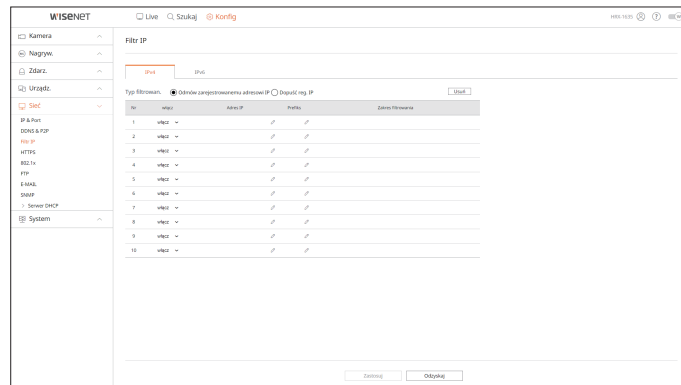 WISENET
Live Szukaj Konfig
HRX-1635
Kamera
Nagryw.
Zdarz.
Urządz.
Sieć
IP & Port
DDNS & P2P
Filtr IP
HTTPS
802.1x
FTP
E-MAIL
SNMP
> Serwer DHCP
System
Filtr IP
IPv4 IPv6
Typ filtrowan. Odmów zarejestrowanemu adresowi IP Dopuść rej. IP Usuń
Nr włącz Adres IP Prefiks Zakres filtrowania
1 włącz
2 włącz
3 włącz
4 włącz
5 włącz
6 włącz
7 włącz
8 włącz
9 włącz
10 włącz
Zastosuj Odzyskaj